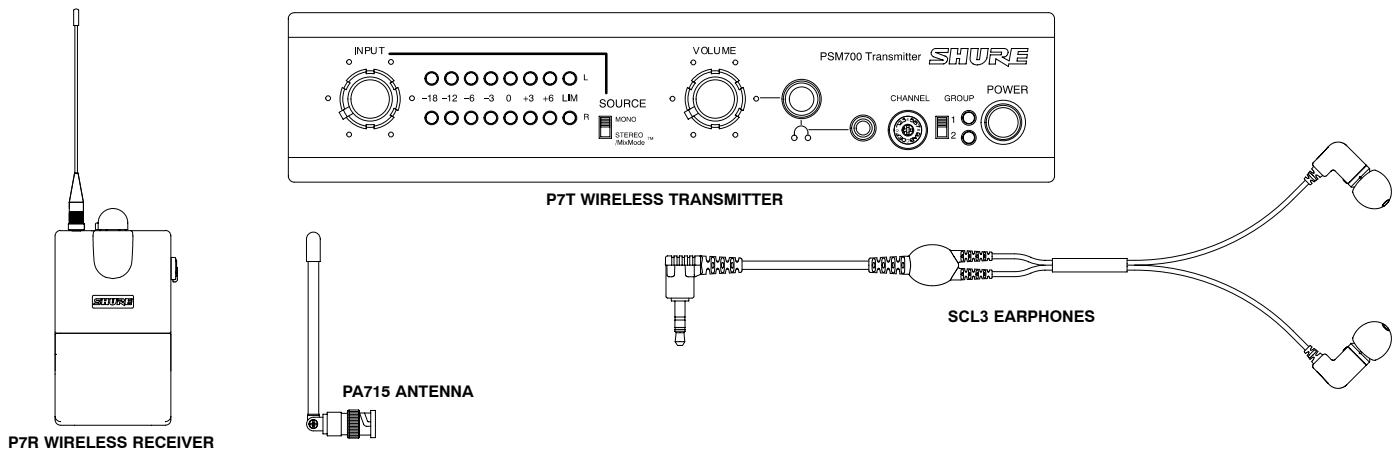 INPUT
VOLUME
PSM700 Transmitter SHURE
L
-18 -12 -6 -3 0 +3 +6 LIM
R
SOURCE
MONO
STEREO ™
/MixMode
CHANNEL
GROUP
1
2
POWER
P7T WIRELESS TRANSMITTER
SHURE
SCL3 EARPHONES
PA715 ANTENNA
P7R WIRELESS RECEIVER